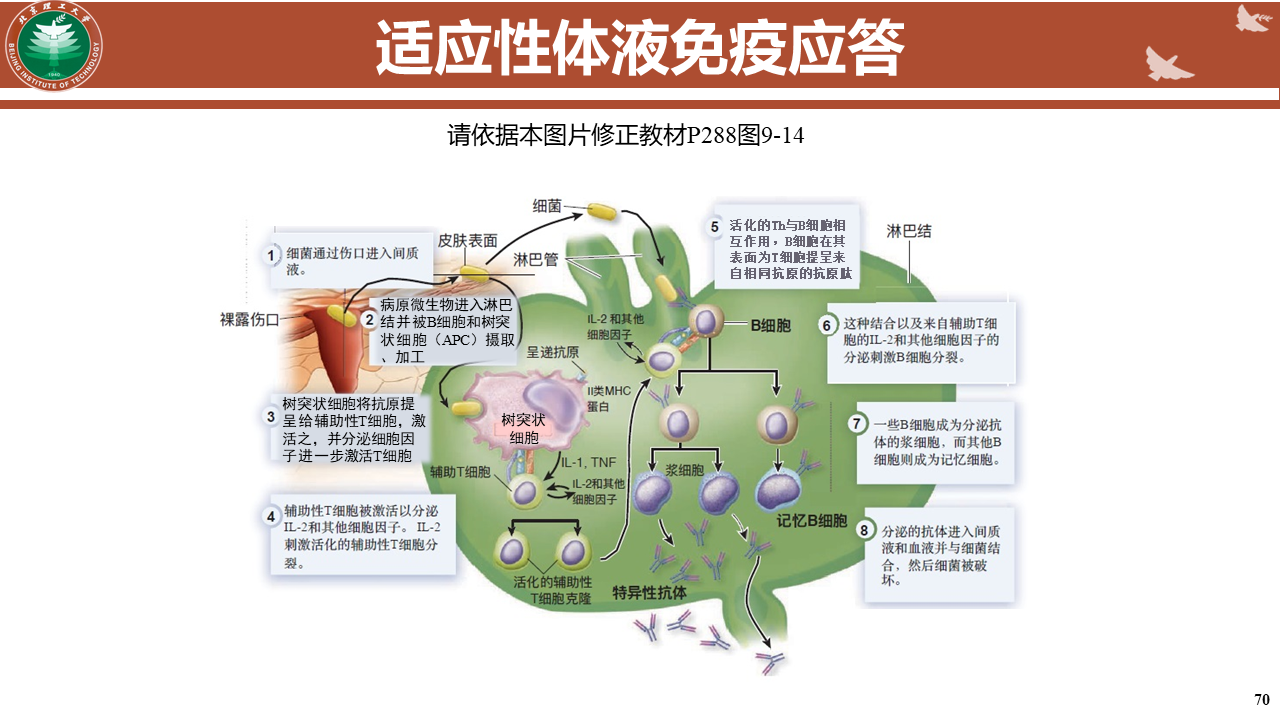 北京理工大学
BEIJING INSTITUTE OF TECHNOLOGY
1940
适应性体液免疫应答
请依据本图片修正教材P288图9-14
1
细菌通过伤口进入间质
液。
皮肤表面
细菌
淋巴管
5
活化的Th与B细胞相
互作用，B细胞在其
表面为T细胞提呈来
自相同抗原的抗原肽
淋巴结
裸露伤口
2
病原微生物进入淋巴
结并被B细胞和树突
状细胞（APC）摄取
、加工
IL-2 和其他
细胞因子
B细胞
6
这种结合以及来自辅助T细
胞的IL-2和其他细胞因子的
分泌刺激B细胞分裂。
呈递抗原
II类MHC
蛋白
3
树突状细胞将抗原提
呈给辅助性T细胞，激
活之，并分泌细胞因
子进一步激活T细胞
树突状
细胞
7
一些B细胞成为分泌抗
体的浆细胞，而其他B
细胞则成为记忆细胞。
辅助T细胞
IL-1, TNF
IL-2和其他
细胞因子
浆细胞
记忆B细胞
4
辅助性T细胞被激活以分泌
IL-2和其他细胞因子。 IL-2
刺激活化的辅助性T细胞分
裂。
8
分泌的抗体进入间质
液和血液并与细菌结
合，然后细菌被破
坏。
活化的辅助性
T细胞克隆
特异性抗体
70